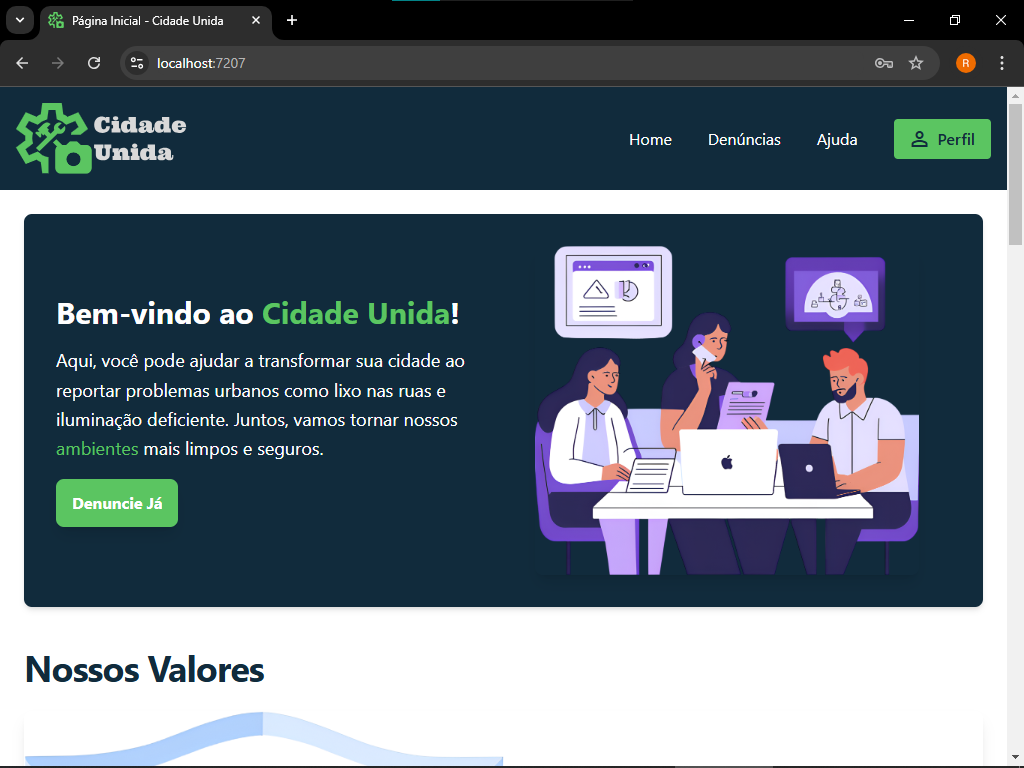 Página Inicial - Cidade Unida
localhost:7207
R
Cidade
Unida
Home
Denúncias
Ajuda
Perfil
Bem-vindo ao Cidade Unida!
Aqui, você pode ajudar a transformar sua cidade ao
reportar problemas urbanos como lixo nas ruas e
iluminação deficiente. Juntos, vamos tornar nossos
ambientes mais limpos e seguros.
Denuncie Já
Nossos Valores